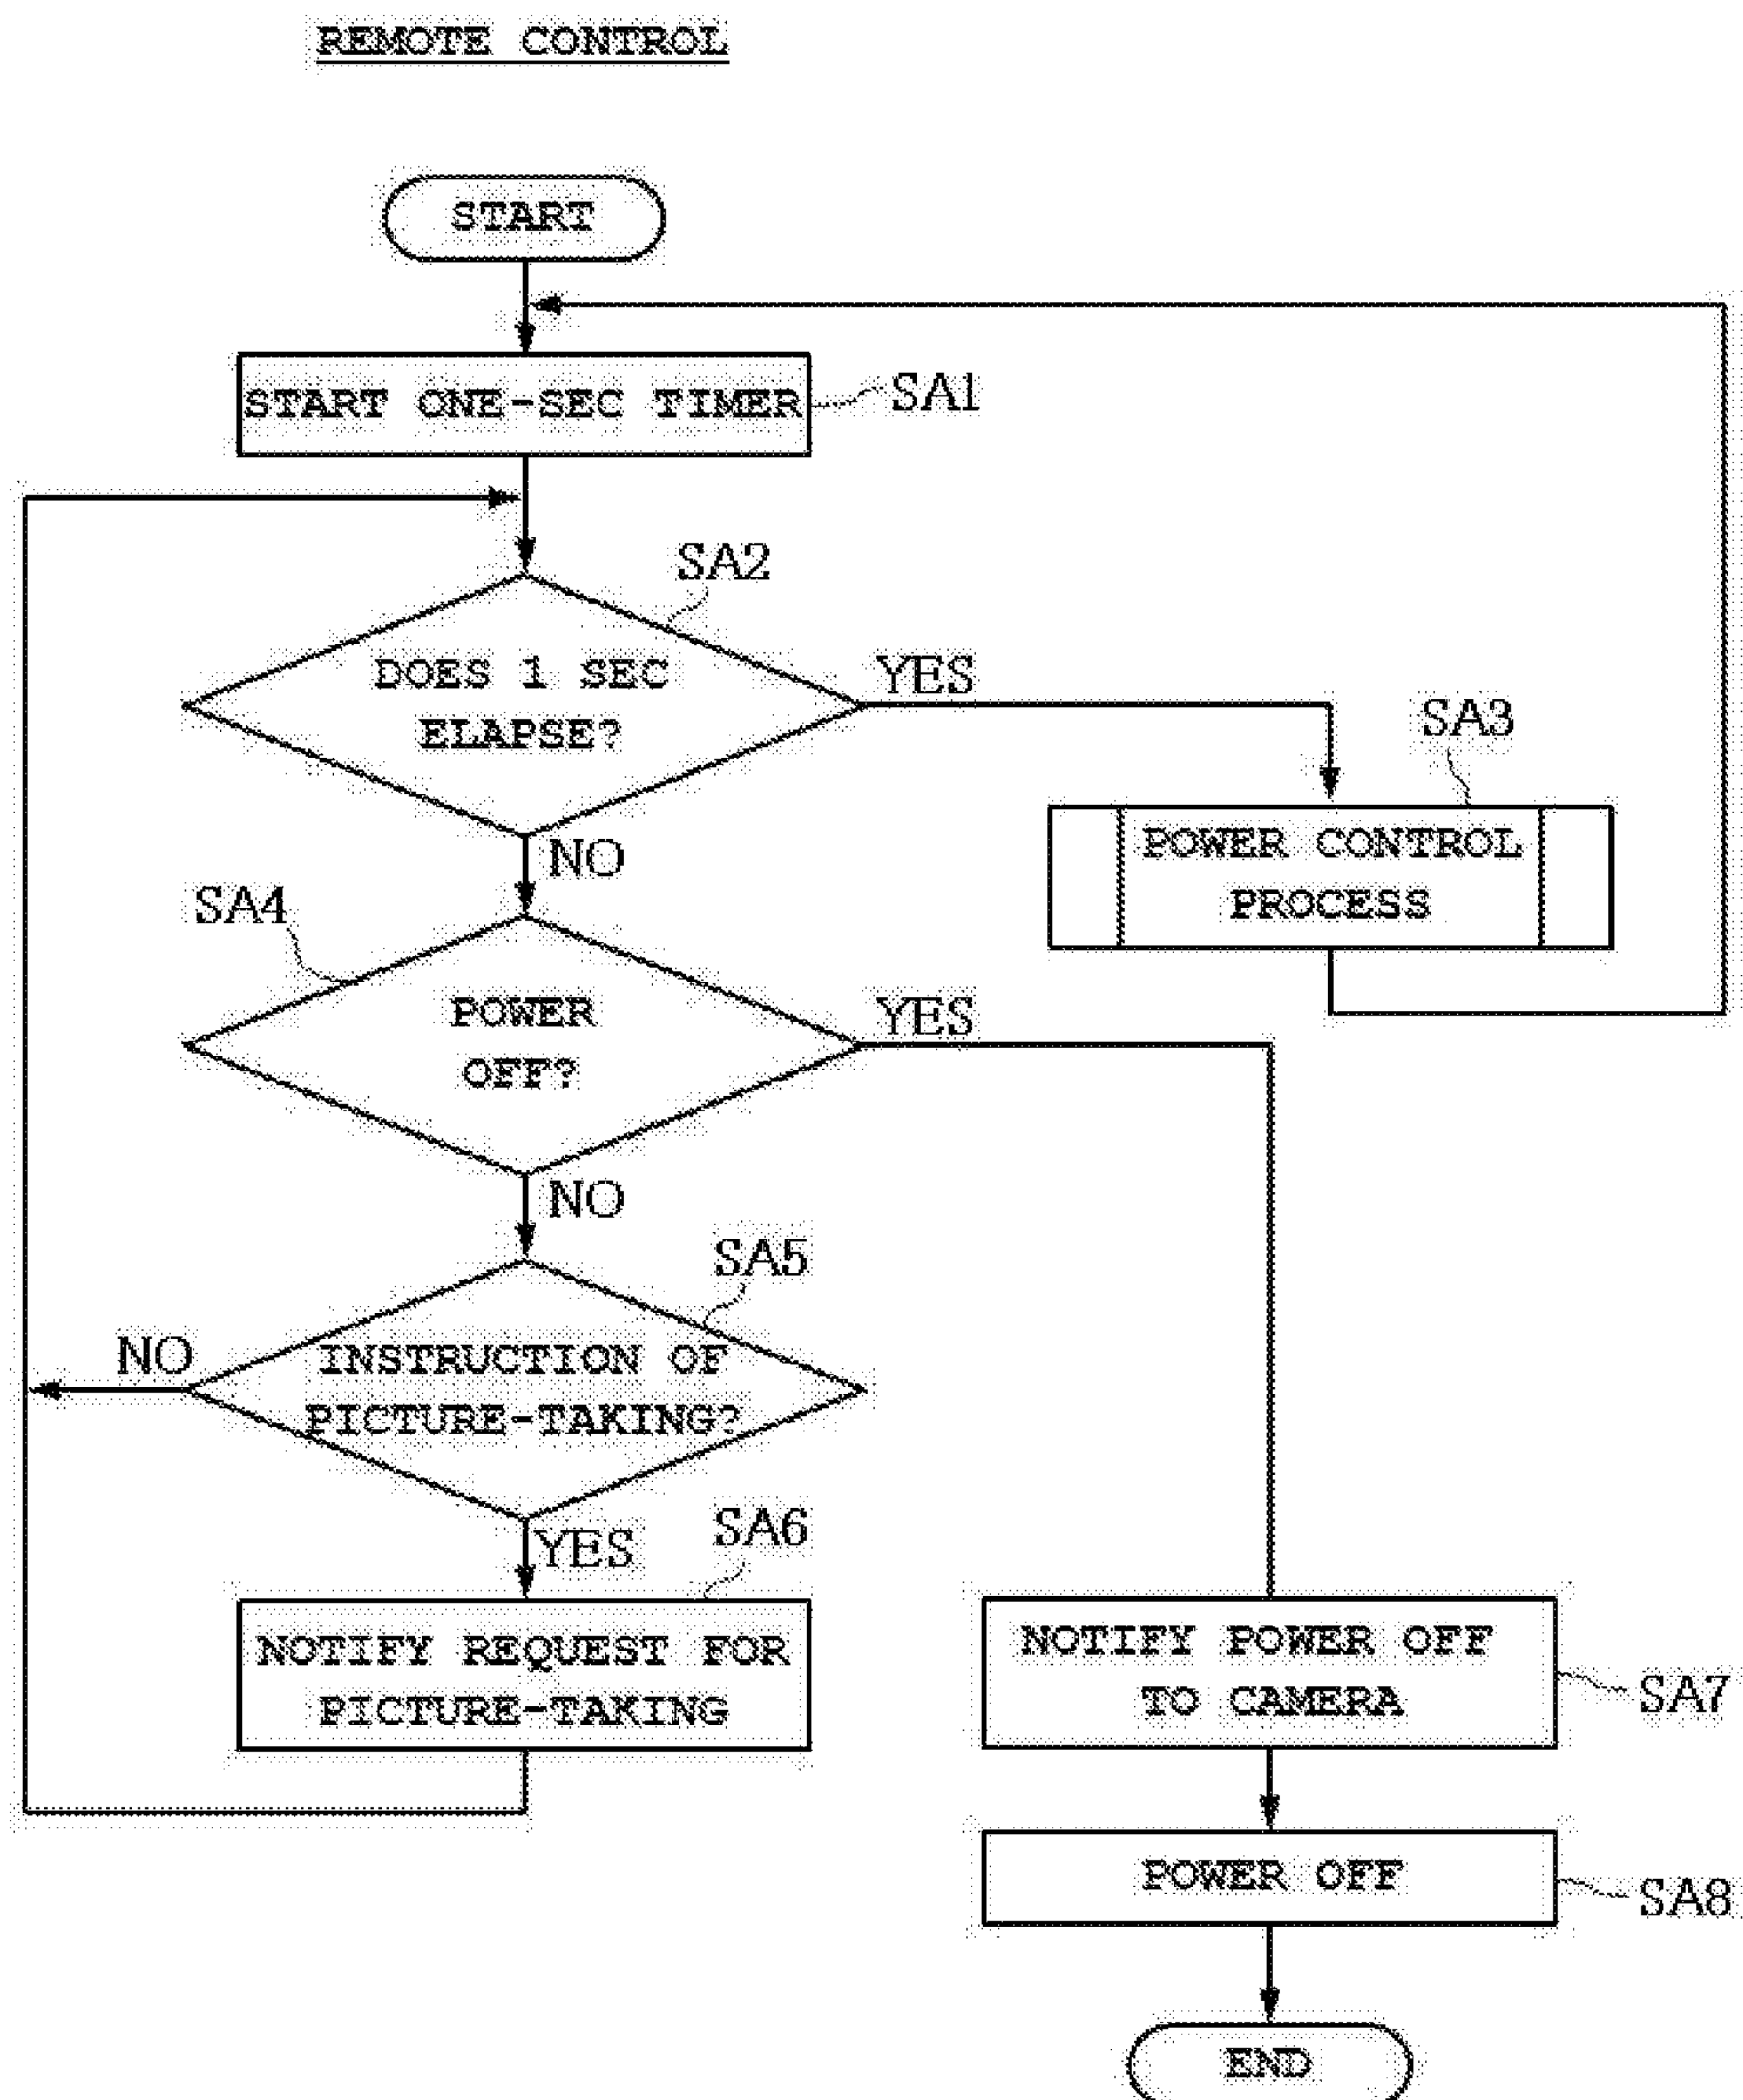 REMOTE CONTROL
START
START ONE-SEC TIMER
SA1
SA2
DOES 1 SEC
ELAPSE?
YES
NO
SA3
POWER CONTROL
PROCESS
SA4
POWER
OFF?
YES
NO
SA5
INSTRUCTION OF
PICTURE-TAKING?
NO
YES
SA6
NOTIFY REQUEST FOR
PICTURE-TAKING
NOTIFY POWER OFF
TO CAMERA
SA7
POWER OFF
SA8
END